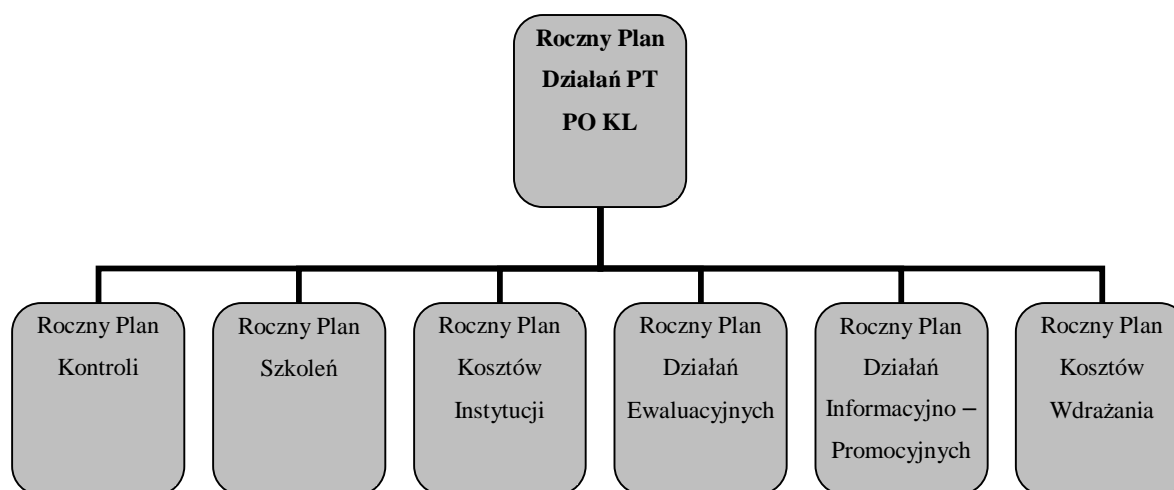 Roczny Plan
Działań PT
PO KL
Roczny Plan
Kontroli
Roczny Plan
Szkoleń
Roczny Plan
Kosztów
Instytucji
Roczny Plan
Działań
Ewaluacyjnych
Roczny Plan
Działań
Informacyjno –
Promocyjnych
Roczny Plan
Kosztów
Wdrażania